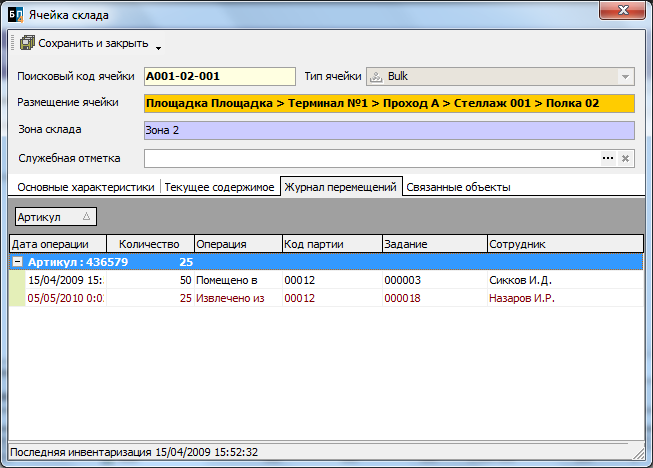 БП Ячейка склада
Сохранить и закрыть
Поисковый код ячейки A001-02-001 Тип ячейки Bulk
Размещение ячейки Площадка Площадка > Терминал №1 > Проход А > Стеллаж 001 > Полка 02
Зона склада Зона 2
Служебная отметка ...
Основные характеристики Текущее содержимое Журнал перемещений Связанные объекты
Артикул
Дата операции Количество Операция Код партии Задание Сотрудник
Артикул : 436579 25
15/04/2009 15: 50 Помещено в 00012 000003 Сикков И.Д.
05/05/2010 0:0 25 Извлечено из 00012 000018 Назаров И.Р.
Последняя инвентаризация 15/04/2009 15:52:32